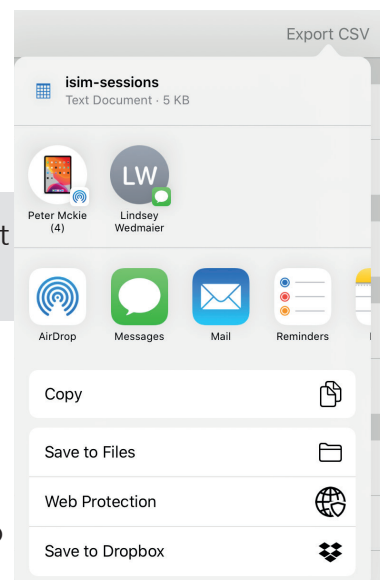 Export CSV
isim-sessions
Text Document · 5 KB
t
LW
Peter Mckie
(4)
Lindsey
Wedmaier
AirDrop
Messages
Mail
Reminders
Copy
Save to Files
Web Protection
Save to Dropbox